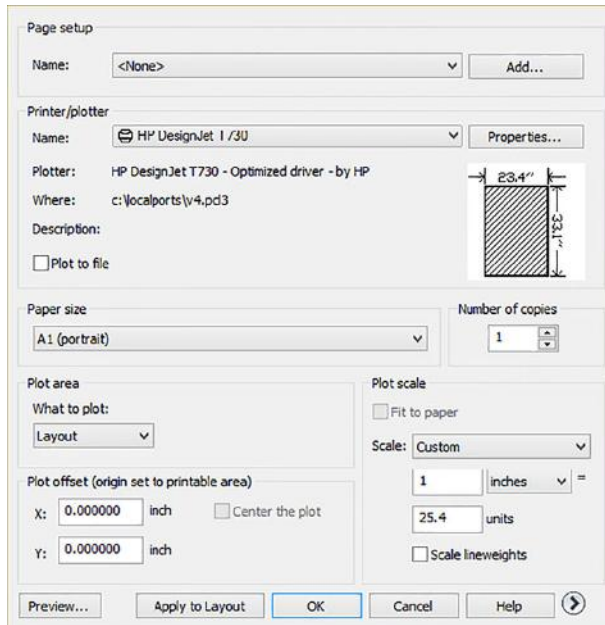 Page setup
Name: <None> Add...
Printer/plotter
Name: HP DesignJet T730 Properties...
Plotter: HP DesignJet T730 - Optimized driver - by HP
Where: c:\localports\v4.pd3
Description:
Plot to file
23.4’’
33.1’’
Paper size
A1 (portrait)
Number of copies
1
Plot area
What to plot:
Layout
Plot scale
Fit to paper
Scale: Custom
1 inches =
25.4 units
Scale lineweights
Plot offset (origin set to printable area)
X: 0.000000 inch Center the plot
Y: 0.000000 inch
Preview... Apply to Layout OK Cancel Help